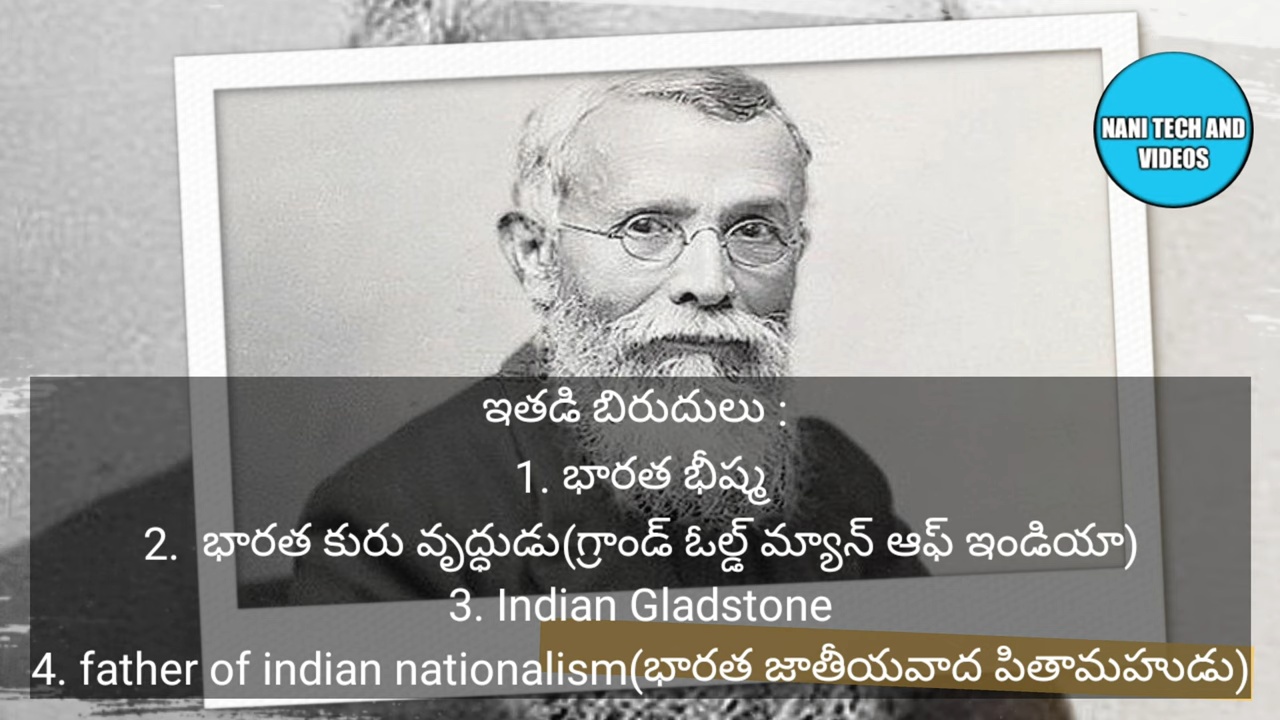 NANI TECH AND
VIDEOS
ఇతడి బిరుదులు :
1. భారత భీష్మ
2. భారత కురు వృద్ధుడు(గ్రాండ్ ఓల్డ్ మ్యాన్ ఆఫ్ ఇండియా)
3. Indian Gladstone
4. father of indian nationalism(భారత జాతీయవాద పితామహుడు)